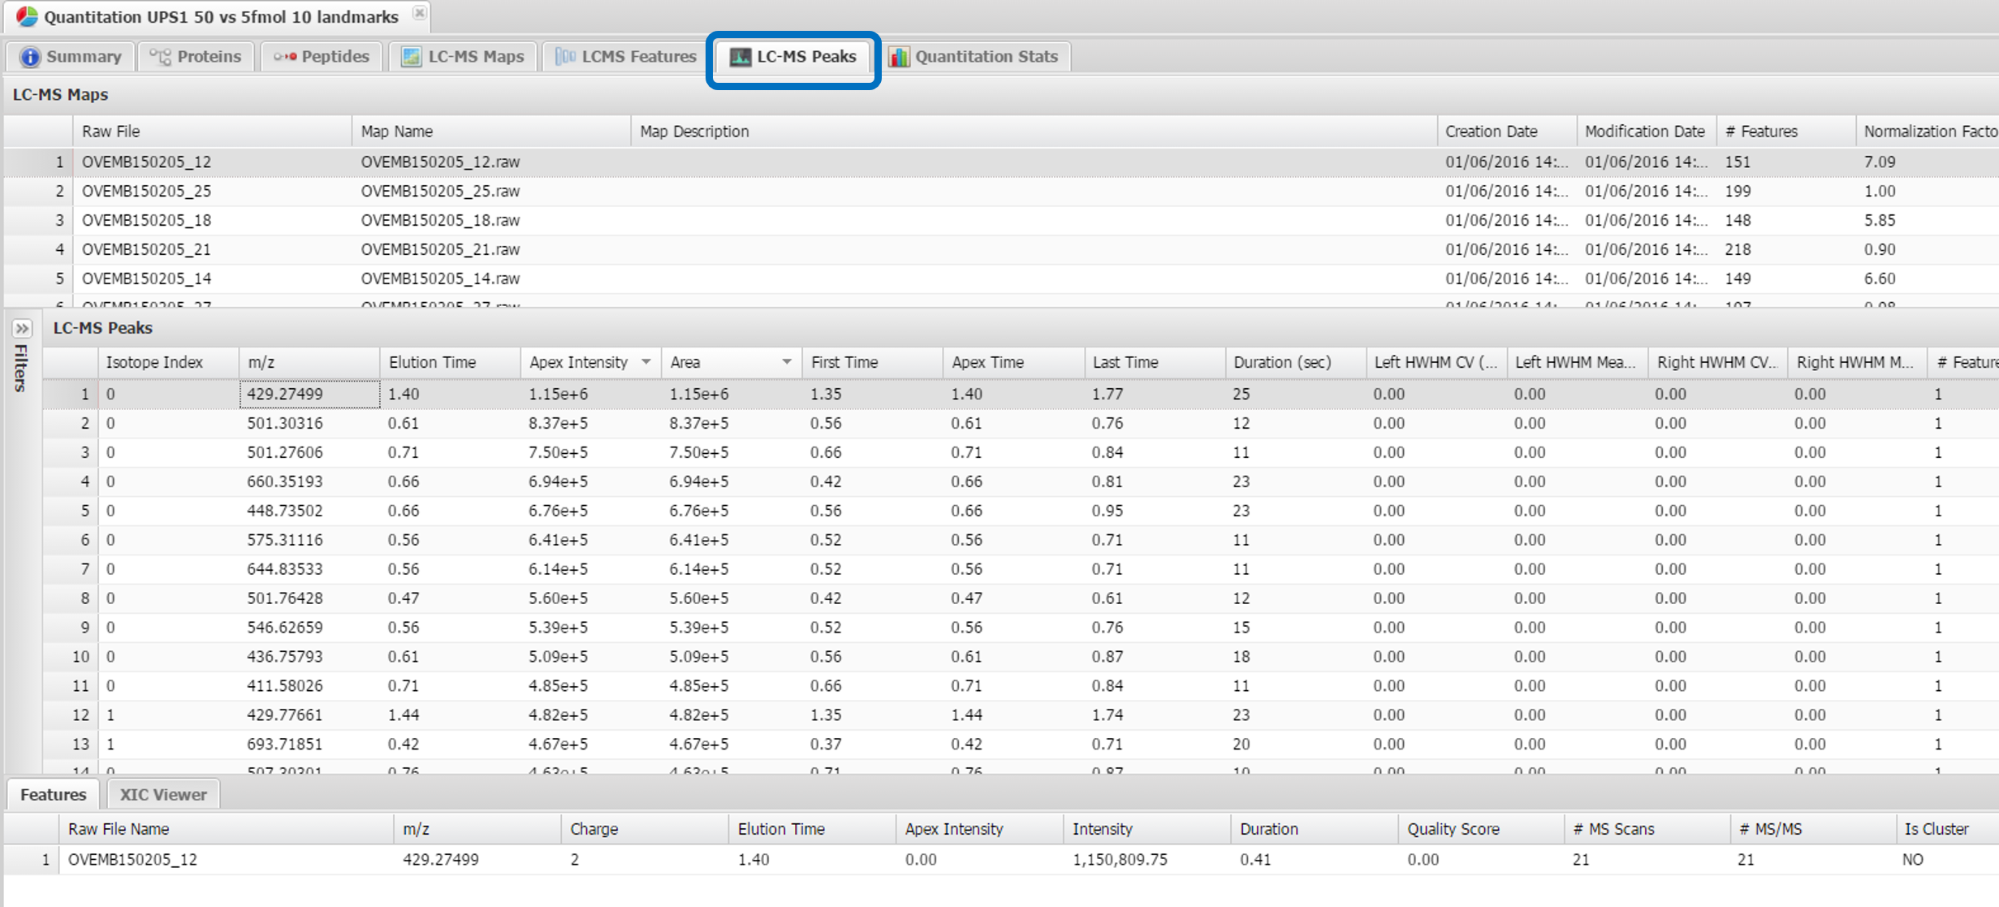 Quantitation UPS1 50 vs 5fmol 10 landmarks
Summary Proteins Peptides LC-MS Maps LCMS Features LC-MS Peaks Quantitation Stats
LC-MS Maps
Raw File Map Name Map Description Creation Date Modification Date # Features Normalization Facto
1 OVEMB150205_12 OVEMB150205_12.raw 01/06/2016 14:... 01/06/2016 14:... 151 7.09
2 OVEMB150205_25 OVEMB150205_25.raw 01/06/2016 14:... 01/06/2016 14:... 199 1.00
3 OVEMB150205_18 OVEMB150205_18.raw 01/06/2016 14:... 01/06/2016 14:... 148 5.85
4 OVEMB150205_21 OVEMB150205_21.raw 01/06/2016 14:... 01/06/2016 14:... 218 0.90
5 OVEMB150205_14 OVEMB150205_14.raw 01/06/2016 14:... 01/06/2016 14:... 149 6.60
Filters
LC-MS Peaks
Isotope Index m/z Elution Time Apex Intensity Area First Time Apex Time Last Time Duration (sec) Left HWHM CV (... Left HWHM Mea... Right HWHM CV... Right HWHM M... # Feature
1 0 429.27499 1.40 1.15e+6 1.15e+6 1.35 1.40 1.77 25 0.00 0.00 0.00 0.00 1
2 0 501.30316 0.61 8.37e+5 8.37e+5 0.56 0.61 0.76 12 0.00 0.00 0.00 0.00 1
3 0 501.27606 0.71 7.50e+5 7.50e+5 0.66 0.71 0.84 11 0.00 0.00 0.00 0.00 1
4 0 660.35193 0.66 6.94e+5 6.94e+5 0.42 0.66 0.81 23 0.00 0.00 0.00 0.00 1
5 0 448.73502 0.66 6.76e+5 6.76e+5 0.56 0.66 0.95 23 0.00 0.00 0.00 0.00 1
6 0 575.31116 0.56 6.41e+5 6.41e+5 0.52 0.56 0.71 11 0.00 0.00 0.00 0.00 1
7 0 644.83533 0.56 6.14e+5 6.14e+5 0.52 0.56 0.71 11 0.00 0.00 0.00 0.00 1
8 0 501.76428 0.47 5.60e+5 5.60e+5 0.42 0.47 0.61 12 0.00 0.00 0.00 0.00 1
9 0 546.62659 0.56 5.39e+5 5.39e+5 0.52 0.56 0.76 15 0.00 0.00 0.00 0.00 1
10 0 436.75793 0.61 5.09e+5 5.09e+5 0.56 0.61 0.87 18 0.00 0.00 0.00 0.00 1
11 0 411.58026 0.71 4.85e+5 4.85e+5 0.66 0.71 0.84 11 0.00 0.00 0.00 0.00 1
12 1 429.77661 1.44 4.82e+5 4.82e+5 1.35 1.44 1.74 23 0.00 0.00 0.00 0.00 1
13 1 693.71851 0.42 4.67e+5 4.67e+5 0.37 0.42 0.71 20 0.00 0.00 0.00 0.00 1
Features XIC Viewer
Raw File Name m/z Charge Elution Time Apex Intensity Intensity Duration Quality Score # MS Scans # MS/MS Is Cluster
1 OVEMB150205_12 429.27499 2 1.40 0.00 1,150,809.75 0.41 0.00 21 21 NO